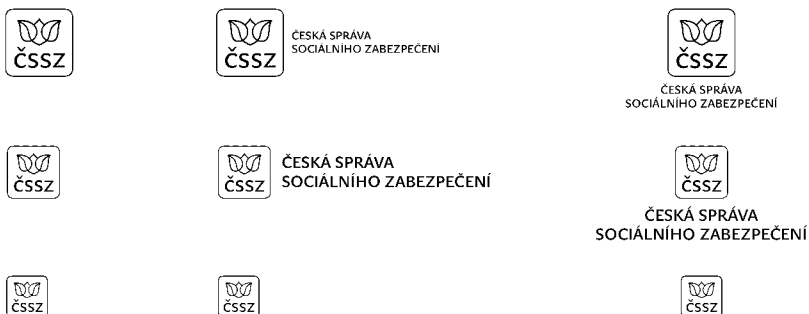 ČSSZ
ČSSZ
ČESKÁ SPRÁVA
SOCIÁLNÍHO ZABEZPEČENÍ
ČSSZ
ČESKÁ SPRÁVA
SOCIÁLNÍHO ZABEZPEČENÍ
ČSSZ
ČSSZ
ČESKÁ SPRÁVA
SOCIÁLNÍHO ZABEZPEČENÍ
ČSSZ
ČESKÁ SPRÁVA
SOCIÁLNÍHO ZABEZPEČENÍ
ČSSZ
ČSSZ
ČSSZ